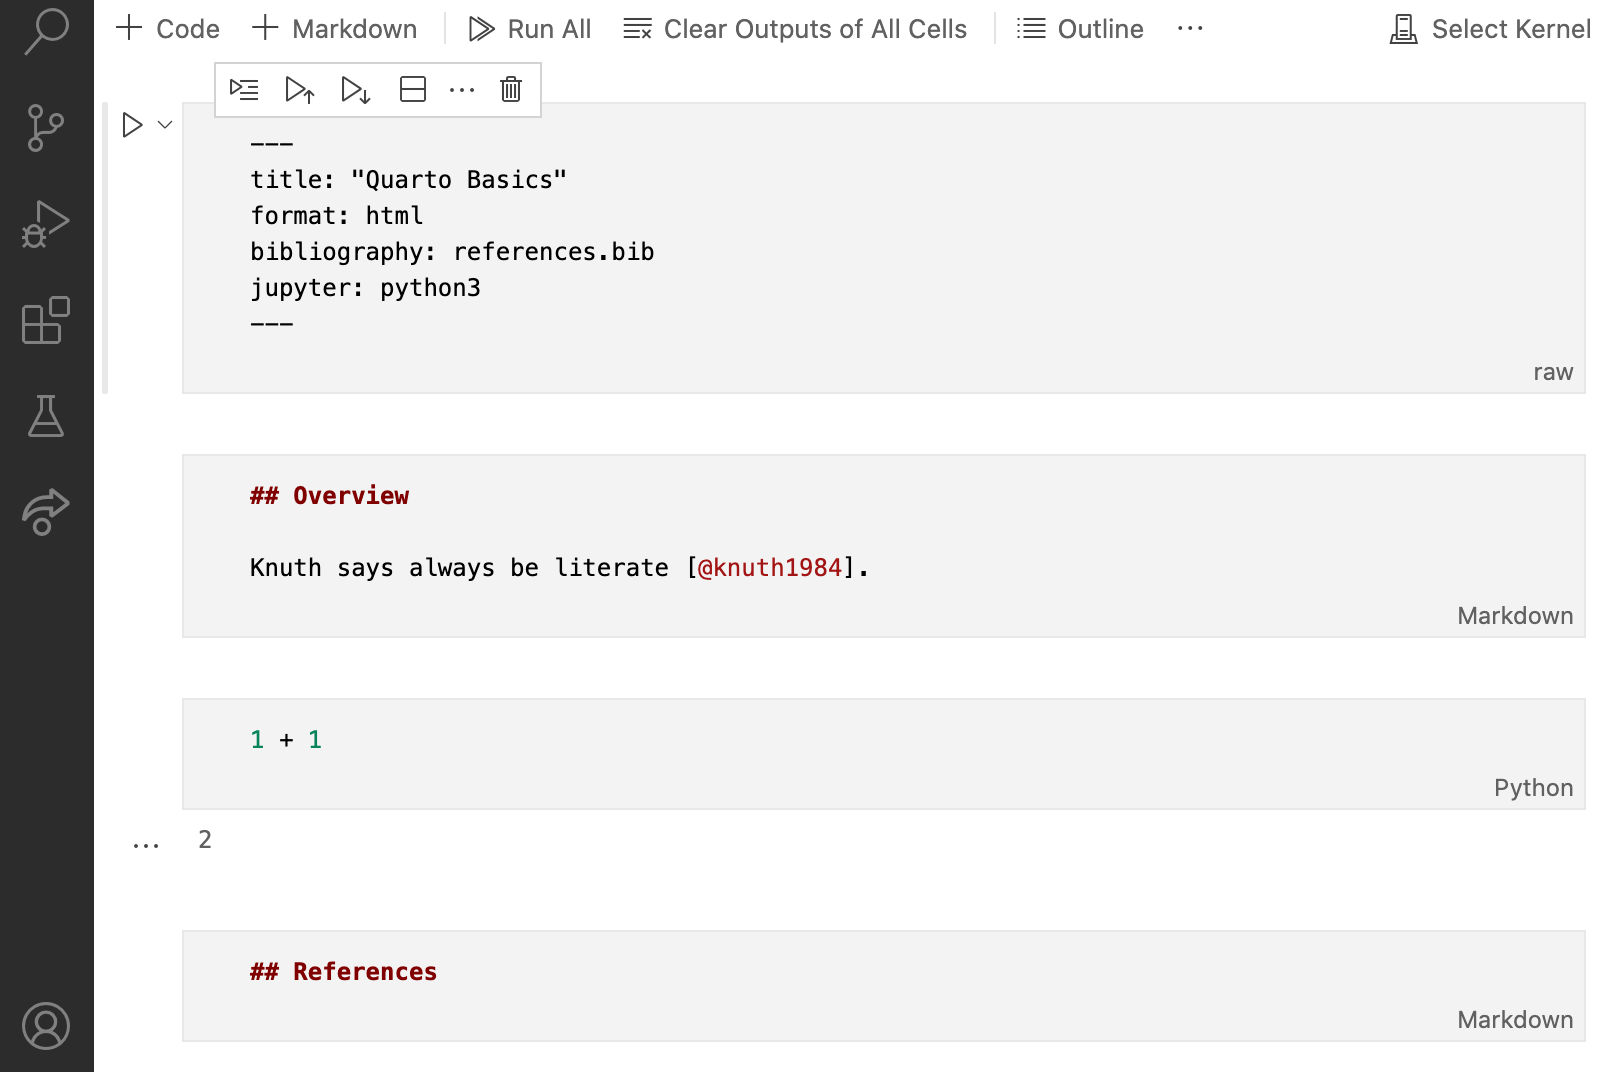 Code Markdown Run All Clear Outputs of All Cells Outline ... Select Kernel
---
title: "Quarto Basics"
format: html
bibliography: references.bib
jupyter: python3
---
raw
## Overview
Knuth says always be literate [@knuth1984].
Markdown
1 + 1
Python
... 2
## References
Markdown